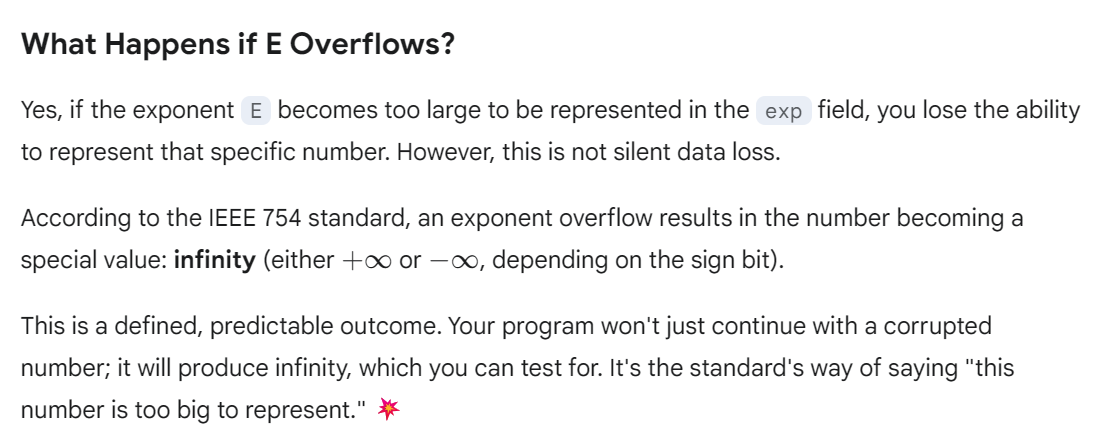 What Happens if E Overflows?
Yes, if the exponent E becomes too large to be represented in the exp field, you lose the ability
to represent that specific number. However, this is not silent data loss.
According to the IEEE 754 standard, an exponent overflow results in the number becoming a
special value: infinity (either +∞ or −∞, depending on the sign bit).
This is a defined, predictable outcome. Your program won't just continue with a corrupted
number; it will produce infinity, which you can test for. It's the standard's way of saying "this
number is too big to represent." 💥